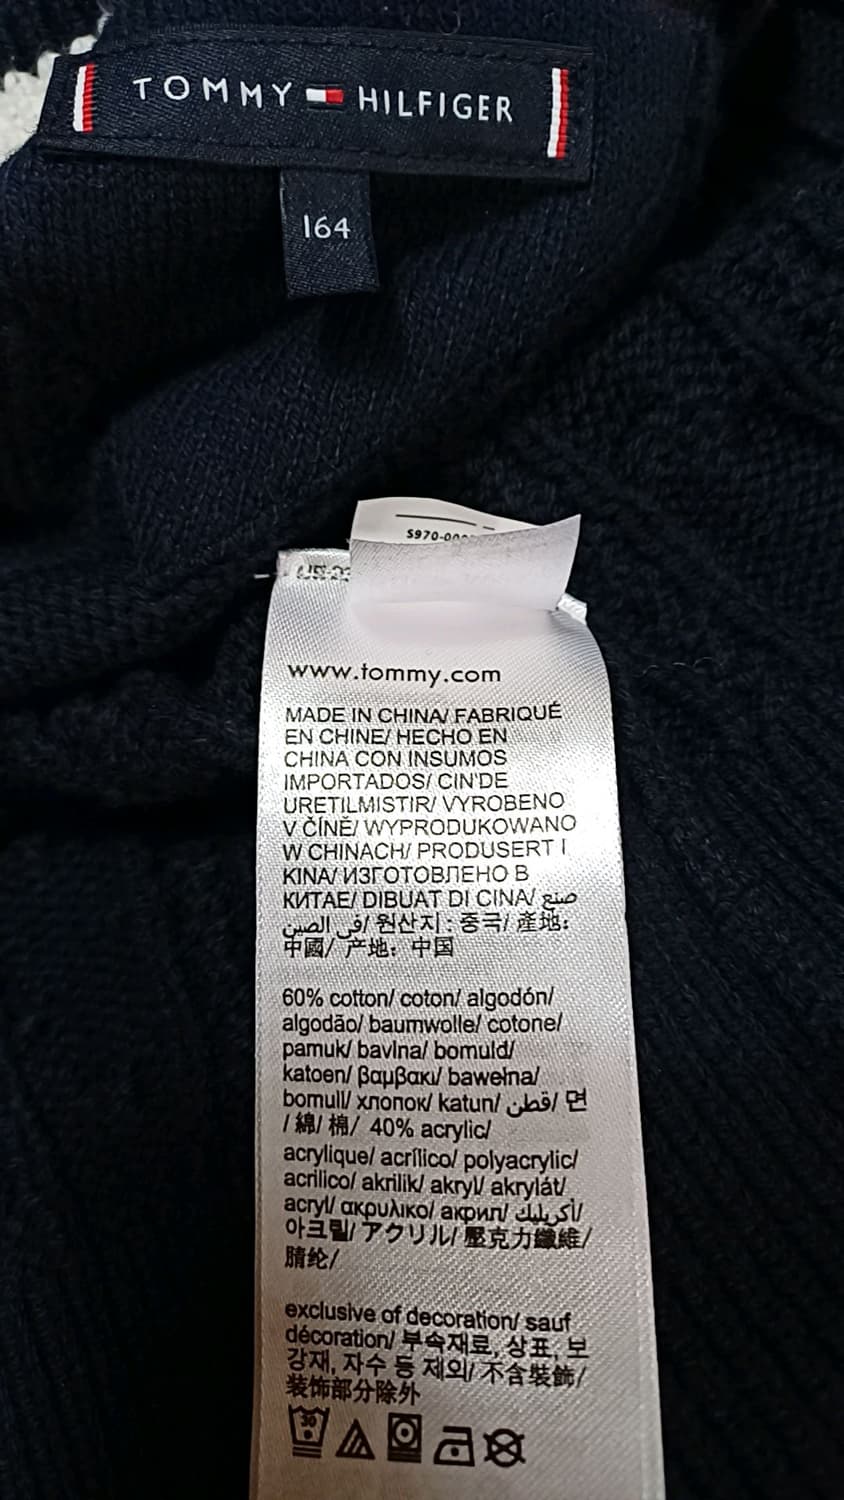 TOMMY HILFIGER
164
S970-00
www.tommy.com
MADE IN CHINA/ FABRIQUÉ
EN CHINE/ HECHO EN
CHINA CON INSUMOS
IMPORTADOS/ CIN'DE
URETILMISTIR/ VYROBENO
V ČÍNĚ/ WYPRODUKOWANO
W CHINACH/ PRODUSERT I
KINA/ ИЗГОТОВЛЕНО В
КИТАЕ/ DIBUAT DI CINA/ صنع
في الصين/ 원산지 : 중국/ 產地:
中國/ 产地: 中国
60% cotton/ coton/ algodón/
algodão/ baumwolle/ cotone/
pamuk/ bavlna/ bomuld/
katoen/ βαμβακι/ bawełna/
bomull/ хлопок/ katun/ قطن/ 면
/ 綿/ 棉/ 40% acrylic/
acrylique/ acrílico/ polyacrylic/
acrilico/ akrilik/ akryl/ akrylát/
acryl/ ακρυλικο/ акрил/ أكريليك/
아크릴/ アクリル/ 壓克力纖維/
腈纶/
exclusive of decoration/ sauf
décoration/ 부속재료, 상표, 보
강재, 자수 등 제외/ 不含裝飾/
装饰部分除外
30